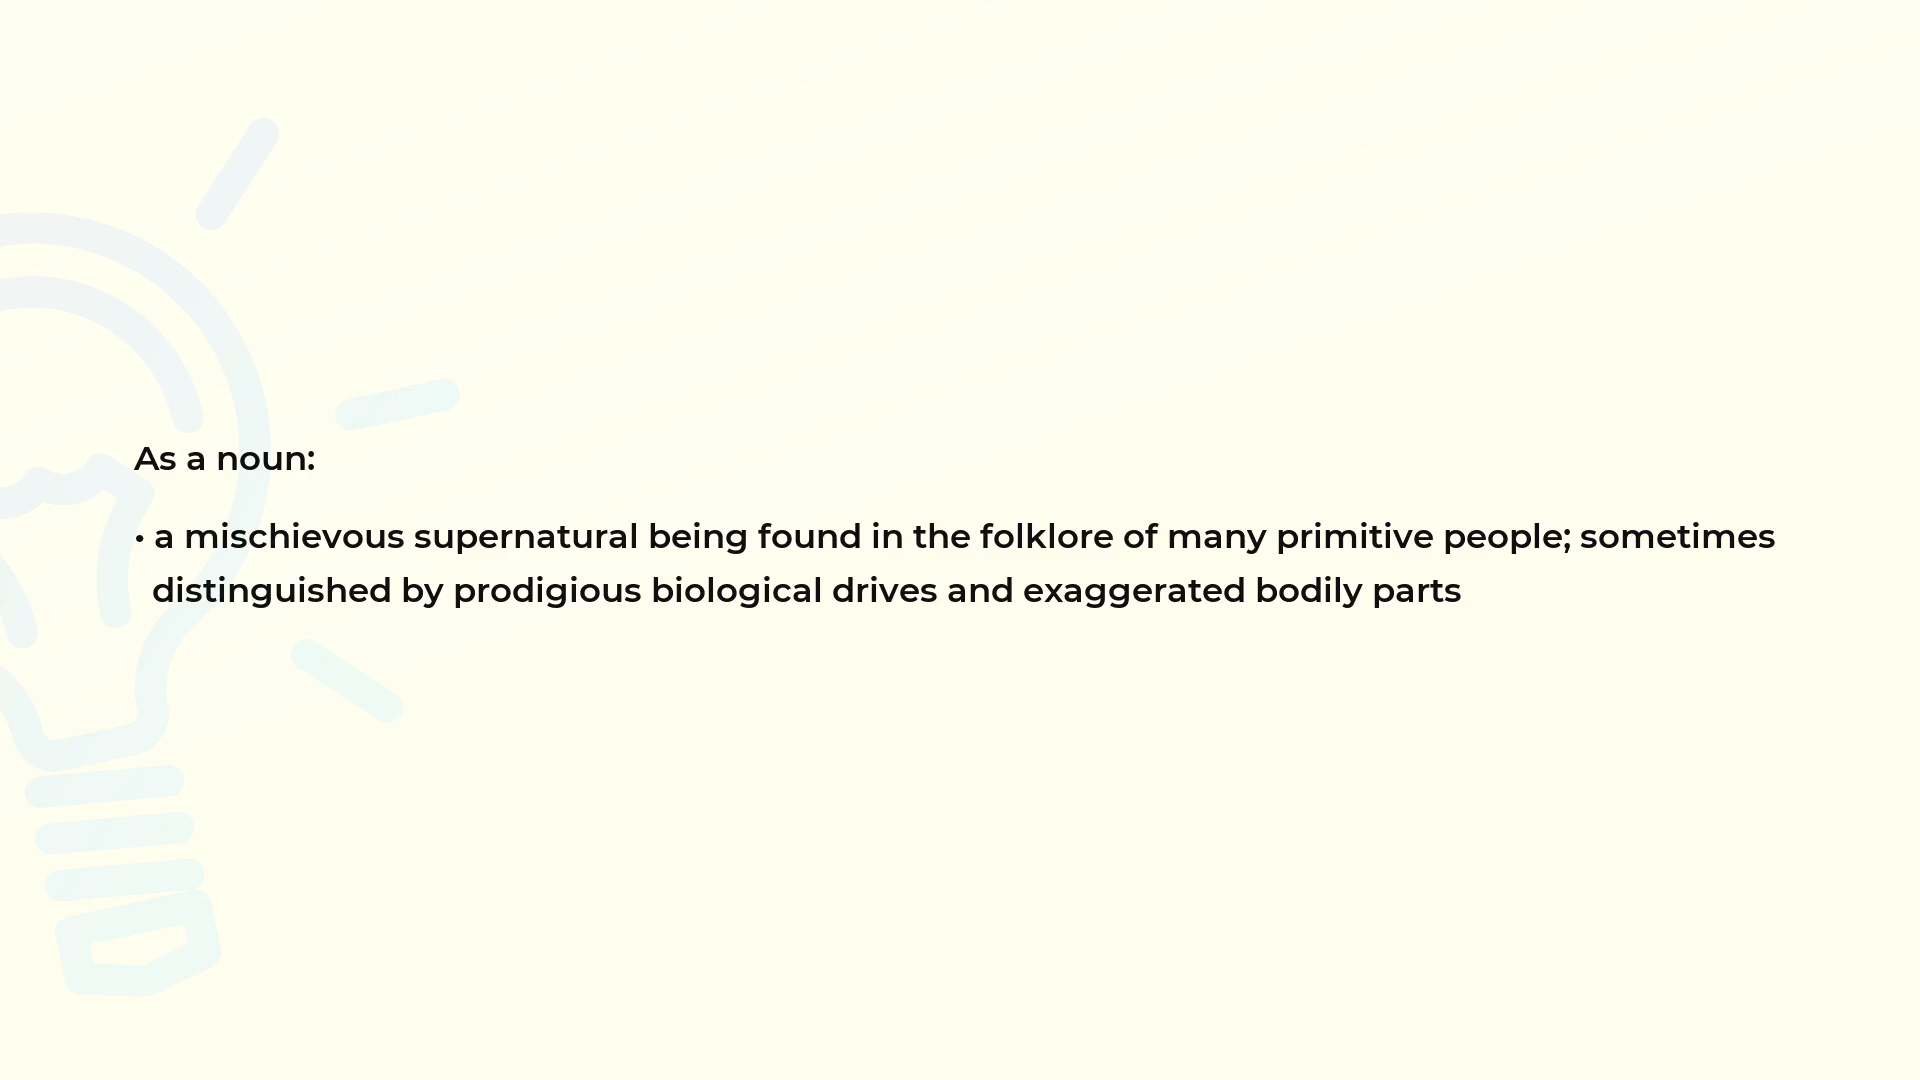 As a noun:
• a mischievous supernatural being found in the folklore of many primitive people; sometimes
distinguished by prodigious biological drives and exaggerated bodily parts